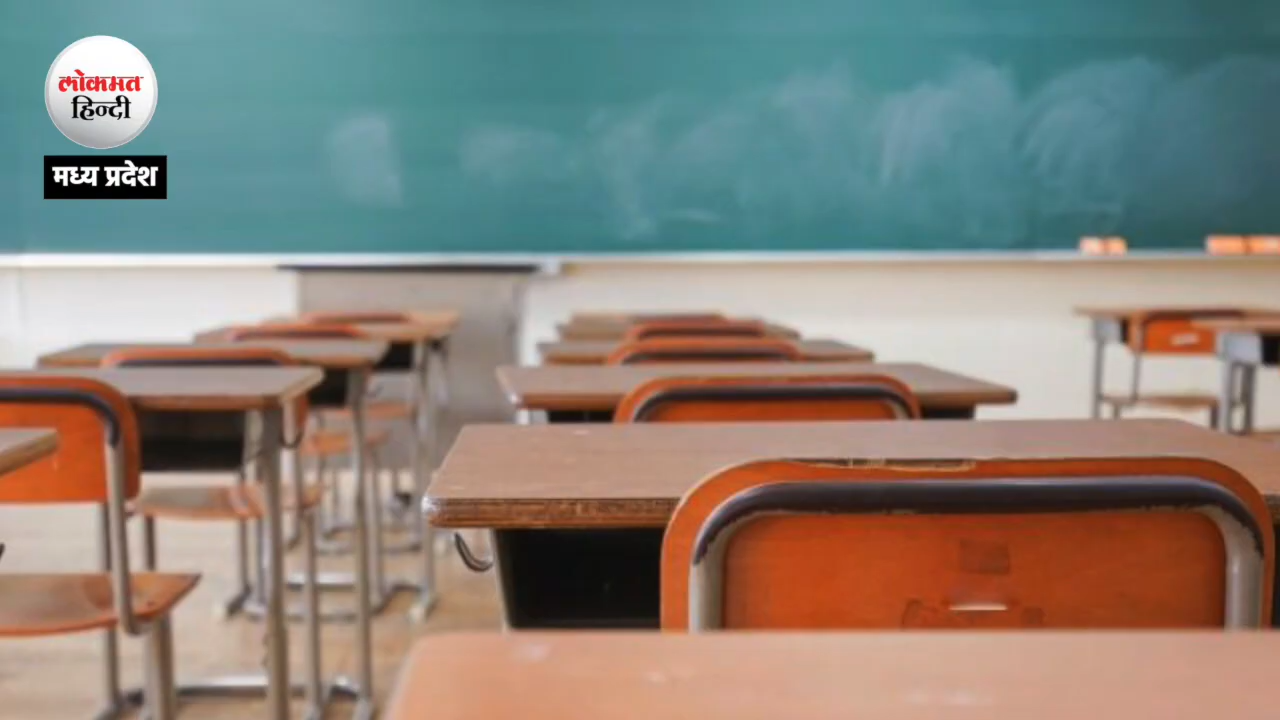 लोकमत
हिन्दी
मध्य प्रदेश